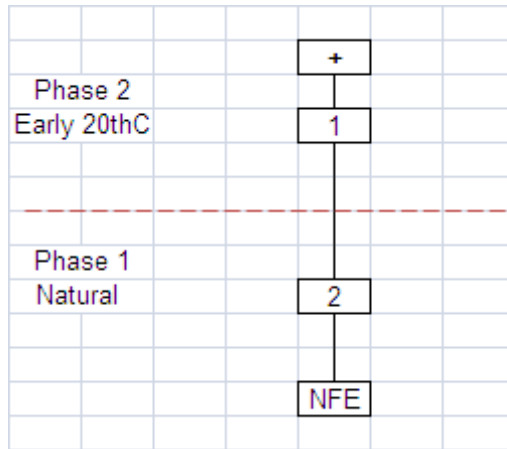 +
Phase 2
Early 20thC
1
Phase 1
Natural
2
NFE